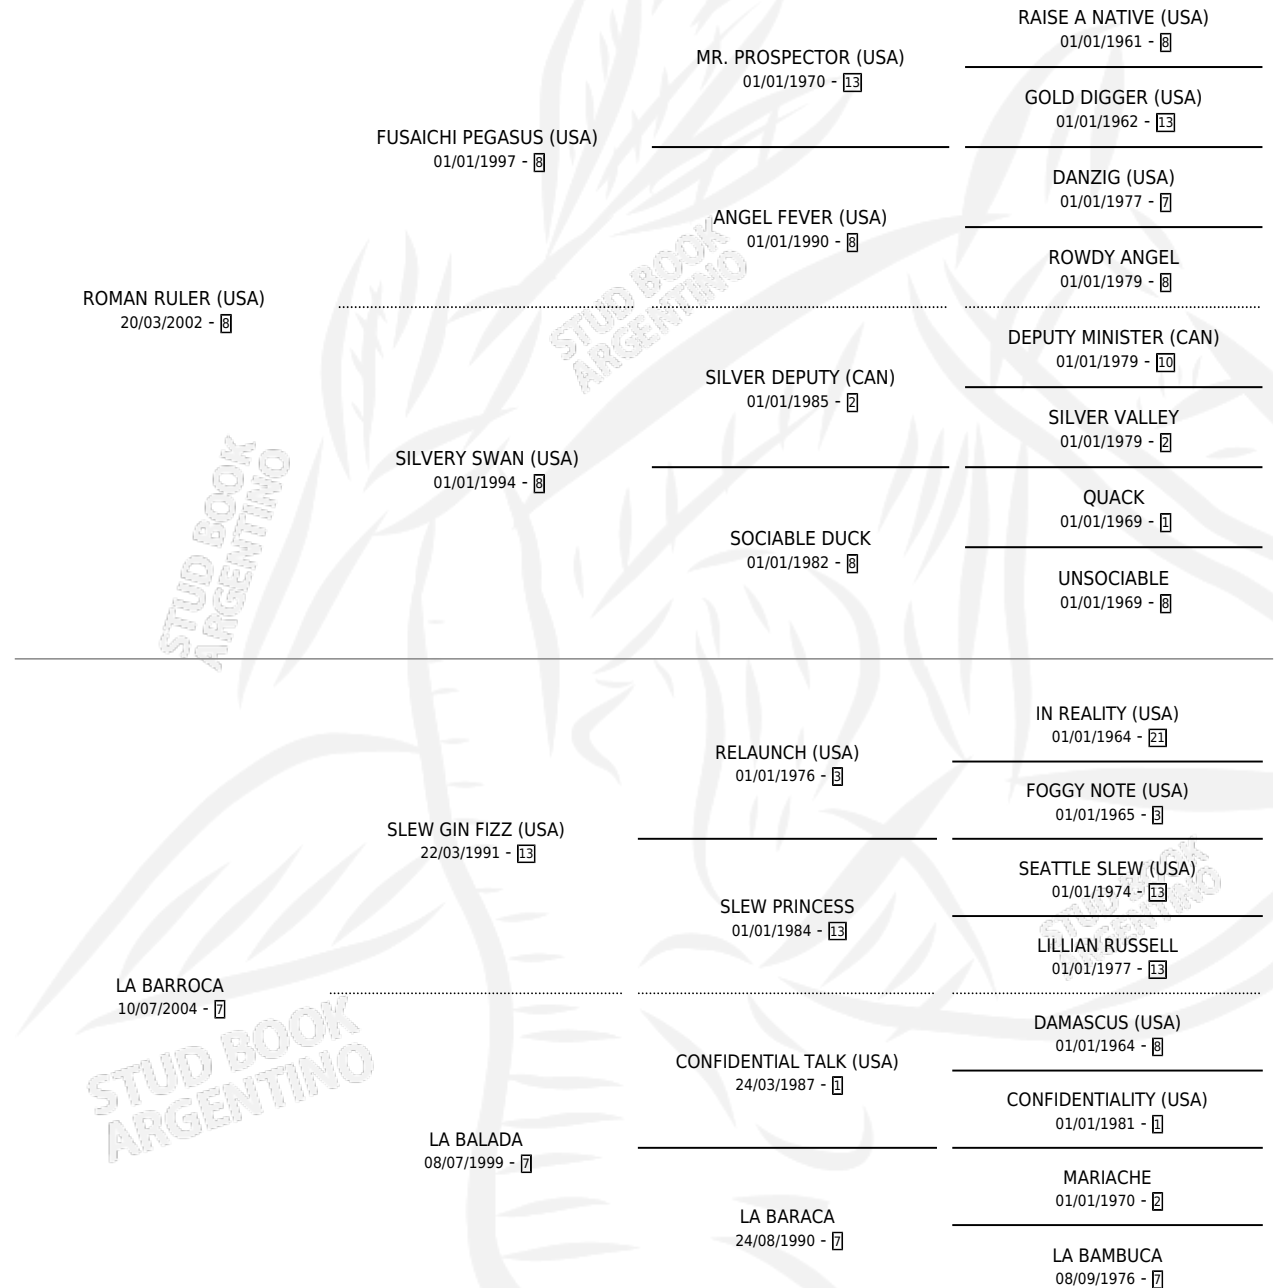 RAISE A NATIVE (USA)
01/01/1961 - 8
MR. PROSPECTOR (USA)
01/01/1970 - 13
GOLD DIGGER (USA)
01/01/1962 - 13
FUSAICHI PEGASUS (USA)
01/01/1997 - 8
DANZIG (USA)
01/01/1977 - 7
ANGEL FEVER (USA)
01/01/1990 - 8
ROWDY ANGEL
01/01/1979 - 8
ROMAN RULER (USA)
20/03/2002 - 8
STUD BOOK
ARGENTINO
DEPUTY MINISTER (CAN)
01/01/1979 - 10
SILVER DEPUTY (CAN)
01/01/1985 - 2
SILVER VALLEY
01/01/1979 - 2
SILVERY SWAN (USA)
01/01/1994 - 8
QUACK
01/01/1969 - 1
SOCIABLE DUCK
01/01/1982 - 8
UNSOCIABLE
01/01/1969 - 8
STUD BOOK
ARGENTINO
IN REALITY (USA)
01/01/1964 - 21
RELAUNCH (USA)
01/01/1976 - 3
FOGGY NOTE (USA)
01/01/1965 - 3
SLEW GIN FIZZ (USA)
22/03/1991 - 13
SEATTLE SLEW (USA)
01/01/1974 - 13
SLEW PRINCESS
01/01/1984 - 13
STUD BOOK
ARGENTINO
LILLIAN RUSSELL
01/01/1977 - 13
LA BARROCA
10/07/2004 - 7
STUD BOOK
ARGENTINO
DAMASCUS (USA)
01/01/1964 - 8
CONFIDENTIAL TALK (USA)
24/03/1987 - 1
CONFIDENTIALITY (USA)
01/01/1981 - 1
LA BALADA
08/07/1999 - 7
MARIACHE
01/01/1970 - 2
LA BARACA
24/08/1990 - 7
LA BAMBUCA
08/09/1976 - 7